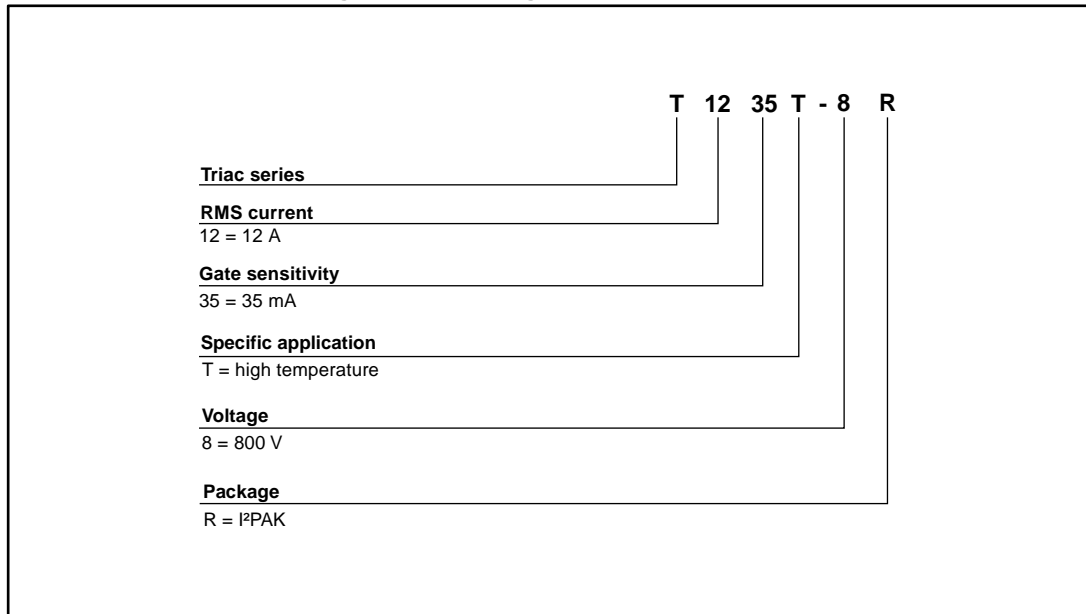 T 12 35 T - 8 R
Triac series
RMS current
12 = 12 A
Gate sensitivity
35 = 35 mA
Specific application
T = high temperature
Voltage
8 = 800 V
Package
R = I²PAK